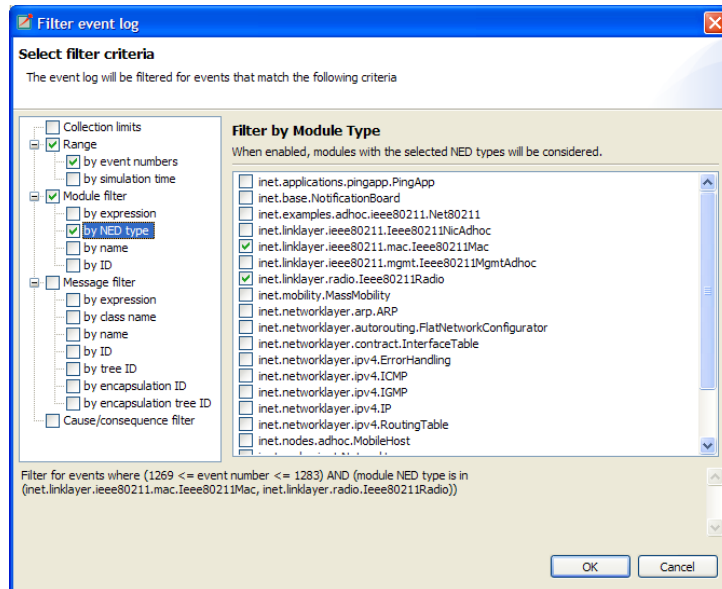 Filter event log
Select filter criteria
The event log will be filtered for events that match the following criteria
Collection limits
Range
by event numbers
by simulation time
Module filter
by expression
by NED type
by name
by ID
Message filter
by expression
by class name
by name
by ID
by tree ID
by encapsulation ID
by encapsulation tree ID
Cause/consequence filter
Filter by Module Type
When enabled, modules with the selected NED types will be considered.
inet.applications.pingapp.PingApp
inet.base.NotificationBoard
inet.examples.adhoc.ieee80211.Net80211
inet.linklayer.ieee80211.Ieee80211NicAdhoc
inet.linklayer.ieee80211.mac.Ieee80211Mac
inet.linklayer.ieee80211.mgmt.Ieee80211MgmtAdhoc
inet.linklayer.radio.Ieee80211Radio
inet.mobility.MassMobility
inet.networklayer.arp.ARP
inet.networklayer.autorouting.FlatNetworkConfigurator
inet.networklayer.contract.InterfaceTable
inet.networklayer.ipv4.ErrorHandling
inet.networklayer.ipv4.ICMP
inet.networklayer.ipv4.IGMP
inet.networklayer.ipv4.IP
inet.networklayer.ipv4.RoutingTable
inet.nodes.adhoc.MobileHost
Filter for events where (1269 <= event number <= 1283) AND (module NED type is in
(inet.linklayer.ieee80211.mac.Ieee80211Mac, inet.linklayer.radio.Ieee80211Radio))
OK
Cancel